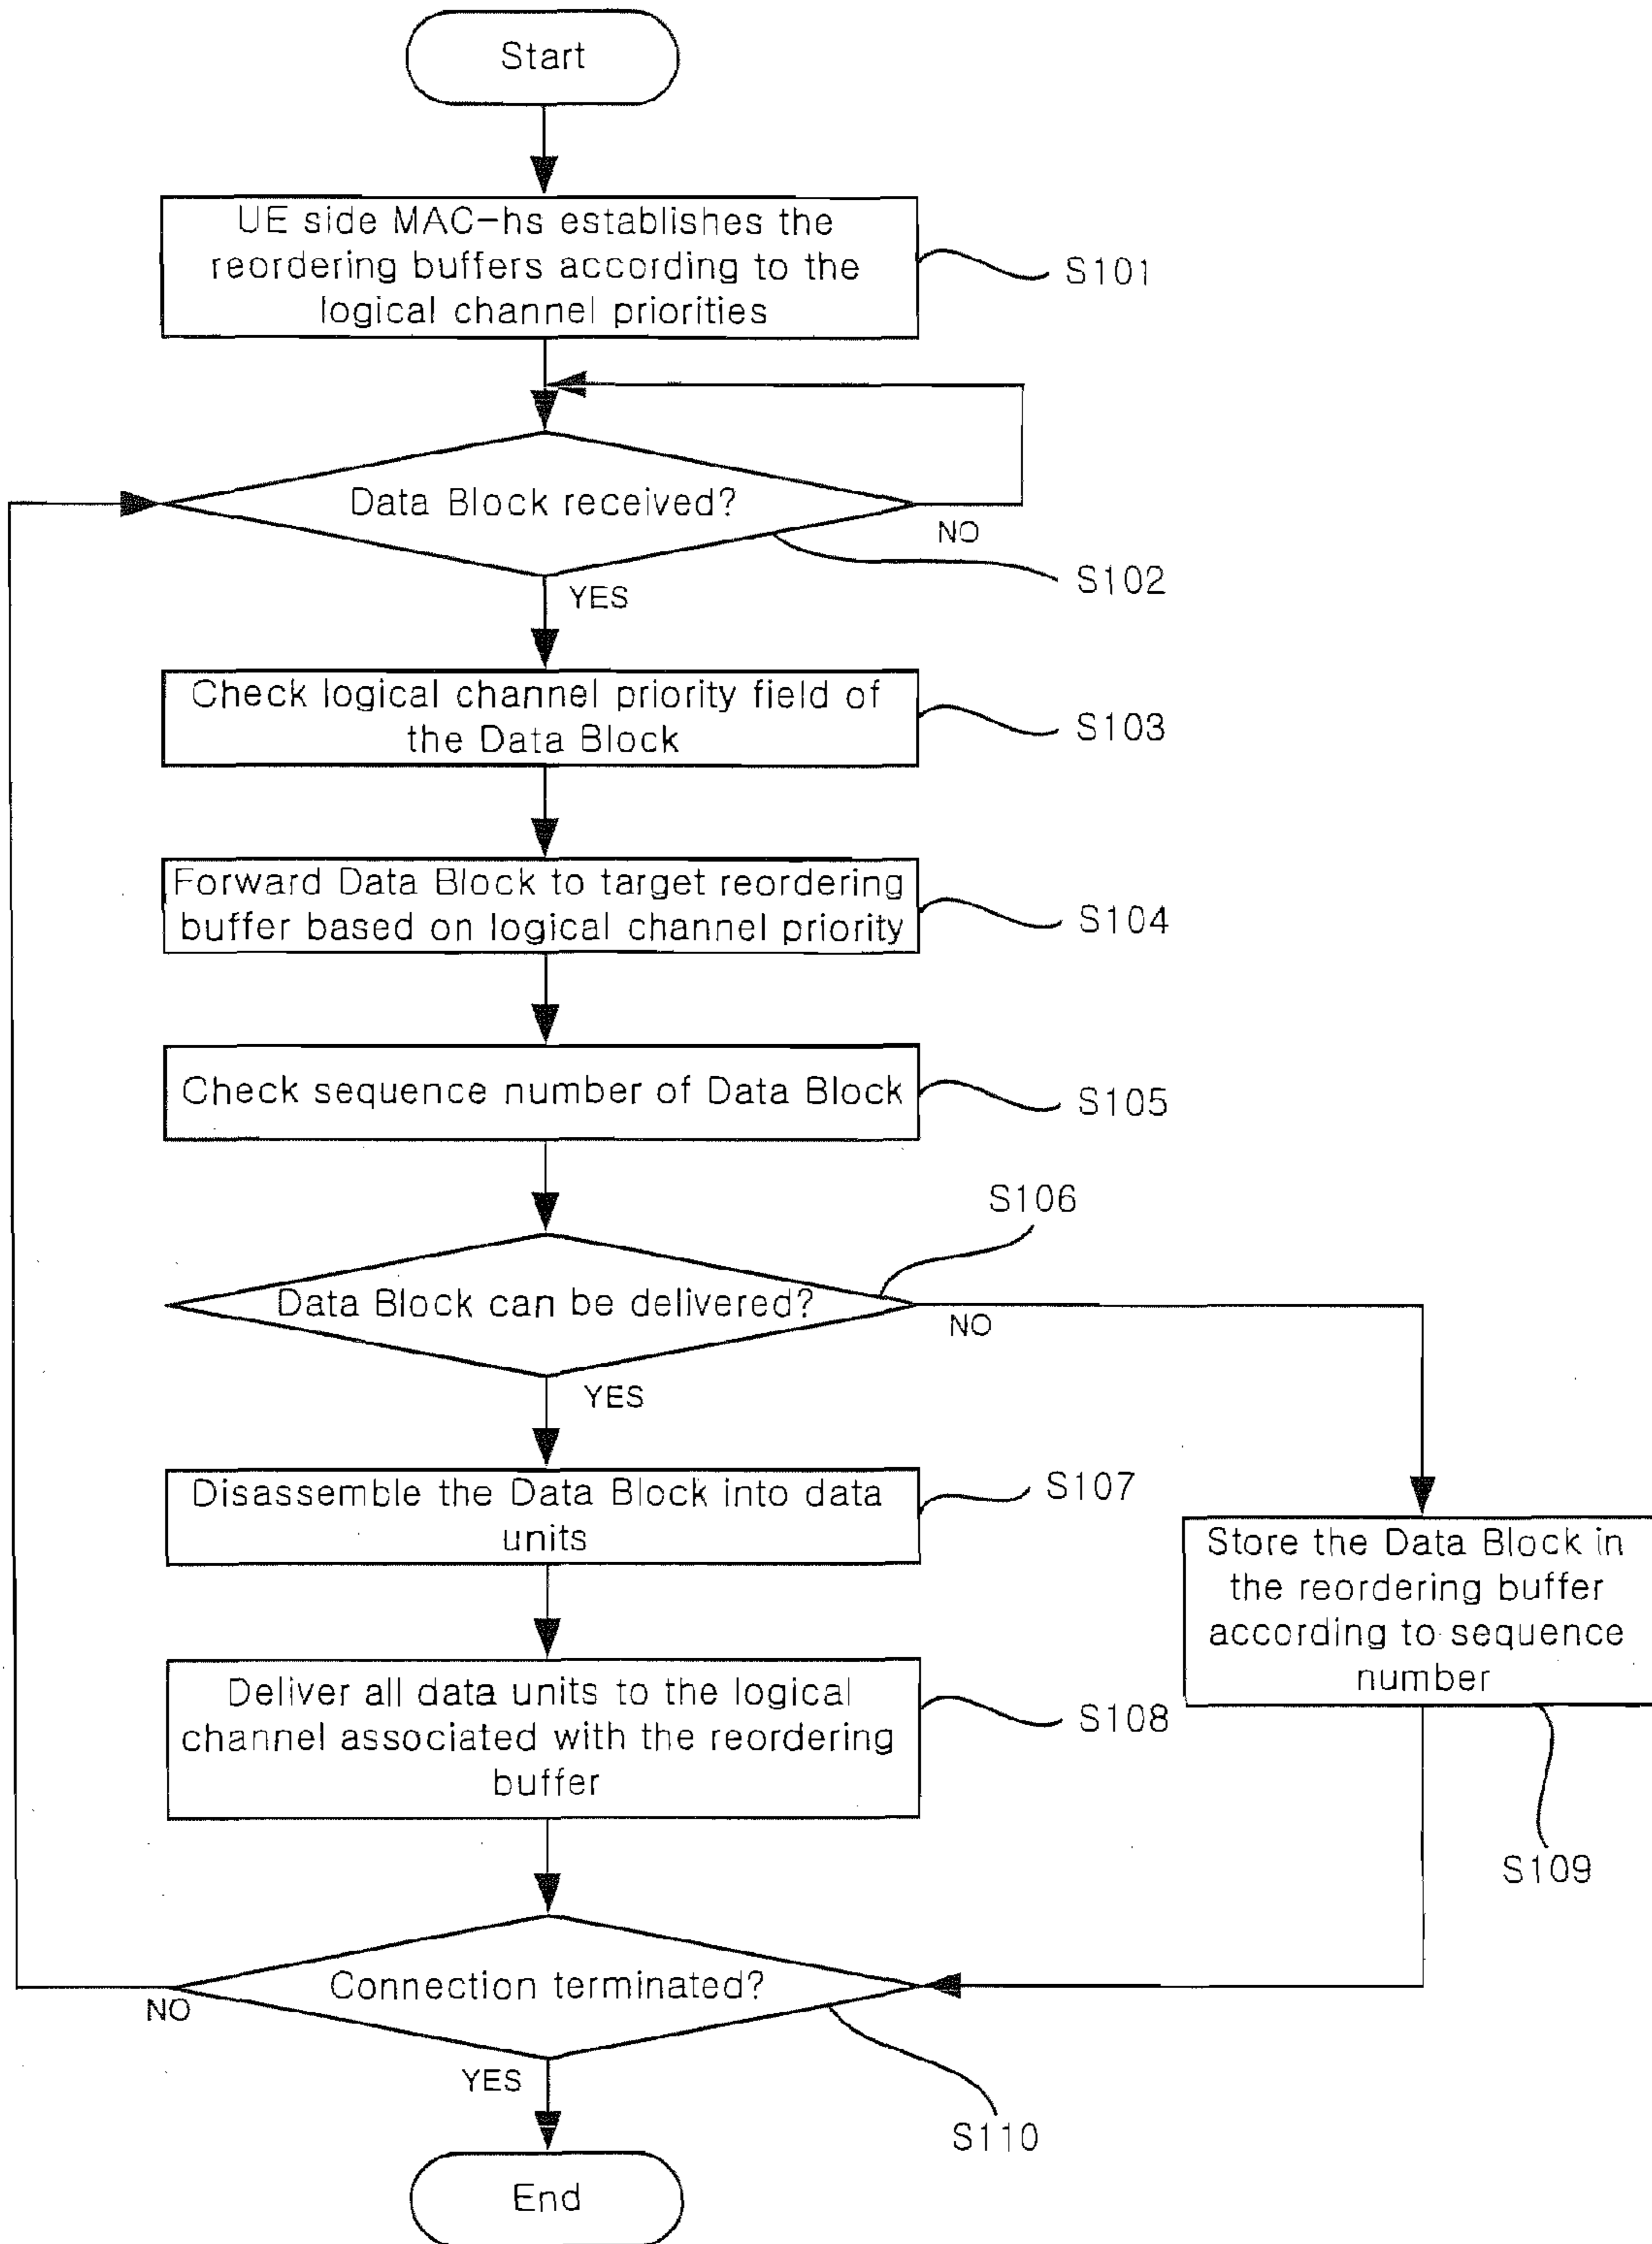 Start
UE side MAC-hs establishes the
reordering buffers according to the
logical channel priorities
S101
Data Block received?
NO
S102
YES
Check logical channel priority field of
the Data Block
S103
Forward Data Block to target reordering
buffer based on logical channel priority
S104
Check sequence number of Data Block
S105
S106
Data Block can be delivered?
NO
YES
Disassemble the Data Block into data
units
S107
Store the Data Block in
the reordering buffer
according to sequence
number
S109
Deliver all data units to the logical
channel associated with the reordering
buffer
S108
Connection terminated?
NO
YES
S110
End